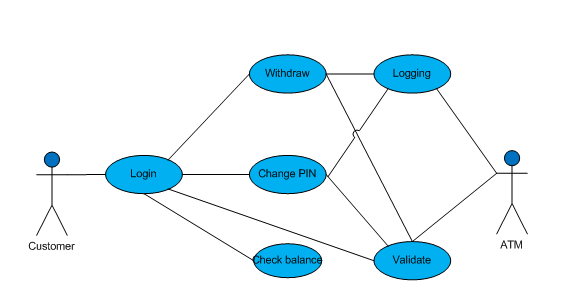 Withdraw
Logging
Login
Change PIN
Customer
ATM
Check balance
Validate